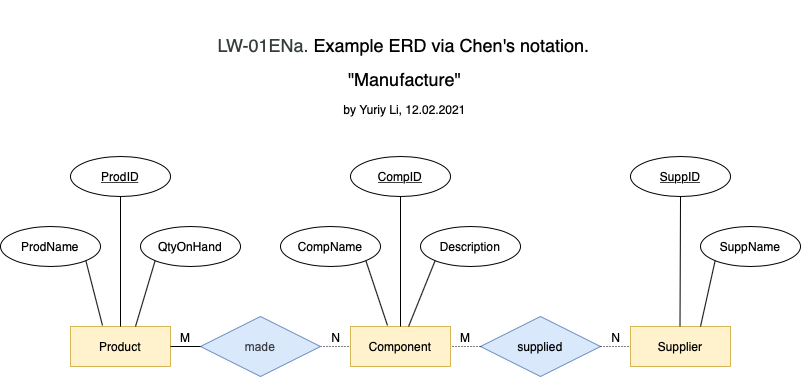 LW-01ENa. Example ERD via Chen's notation.
"Manufacture"
by Yuriy Li, 12.02.2021
ProdID
CompID
SuppID
ProdName
QtyOnHand
CompName
Description
SuppName
Product
M
made
N
Component
M
supplied
N
Supplier